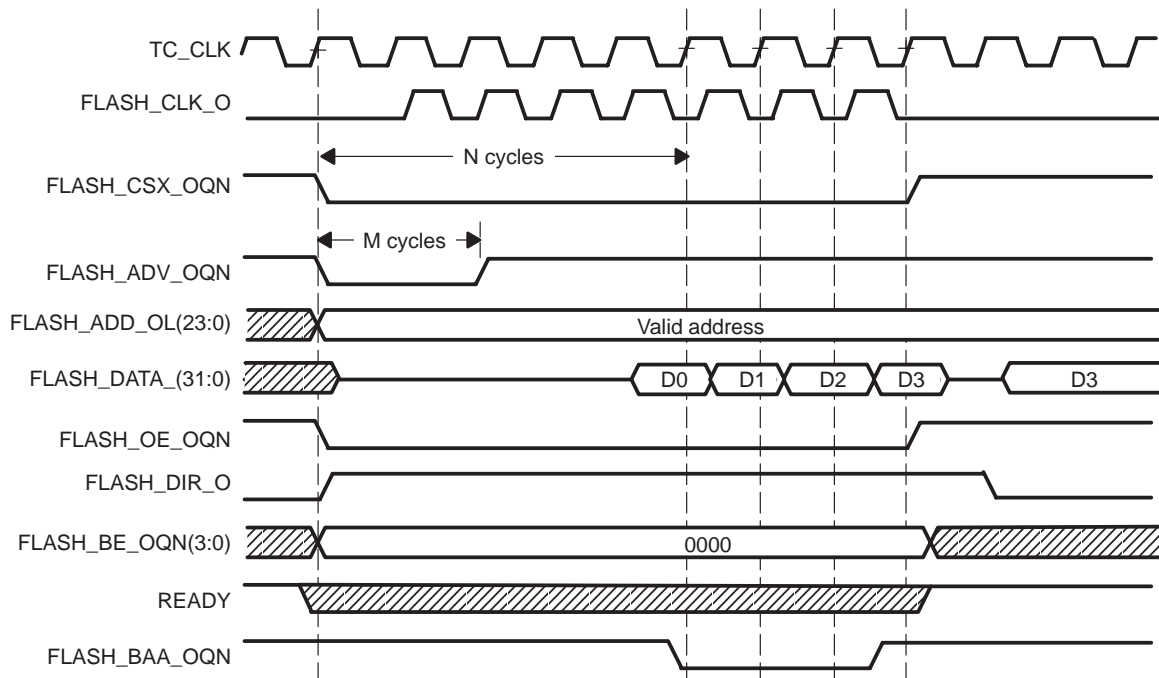 TC_CLK
FLASH_CLK_O
N cycles
FLASH_CSX_OQN
M cycles
FLASH_ADV_OQN
FLASH_ADD_OL(23:0)
Valid address
FLASH_DATA_(31:0)
D0 D1 D2 D3 D3
FLASH_OE_OQN
FLASH_DIR_O
FLASH_BE_OQN(3:0)
0000
READY
FLASH_BAA_OQN